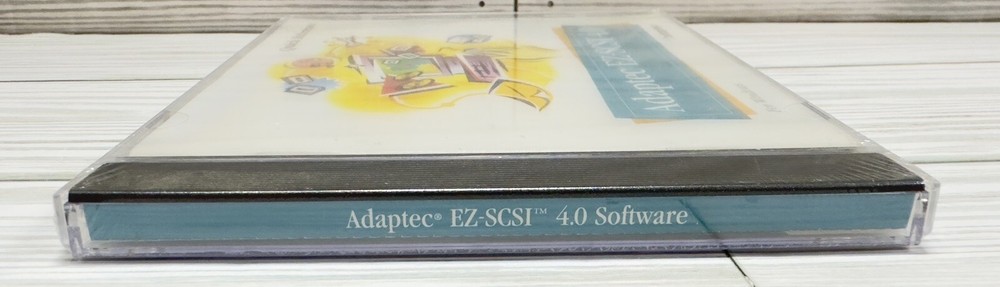 Adaptec EZ-SCSI
Adaptec® EZ-SCSI™ 4.0 Software